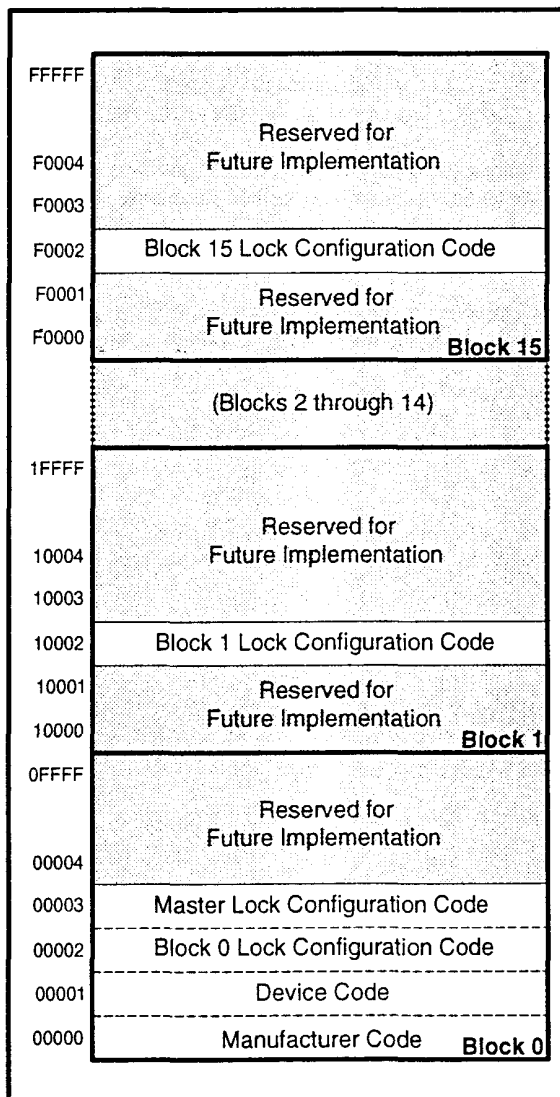 FFFFF
Reserved for
Future Implementation
F0004
F0003
F0002 Block 15 Lock Configuration Code
F0001
Reserved for
Future Implementation
F0000
Block 15
(Blocks 2 through 14)
1FFFF
Reserved for
Future Implementation
10004
10003
10002 Block 1 Lock Configuration Code
10001
Reserved for
Future Implementation
10000
Block 1
0FFFF
Reserved for
Future Implementation
00004
00003 Master Lock Configuration Code
00002 Block 0 Lock Configuration Code
00001 Device Code
00000 Manufacturer Code Block 0